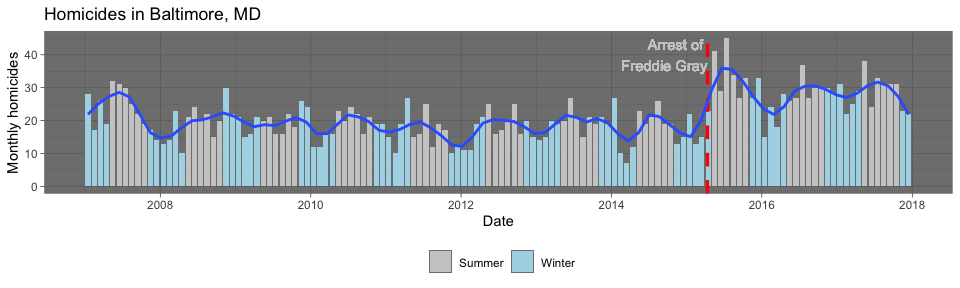 Homicides in Baltimore, MD
Monthly homicides
40
30
20
10
0
Arrest of
Freddie Gray
2008
2010
2012
2014
2016
2018
Date
Summer
Winter